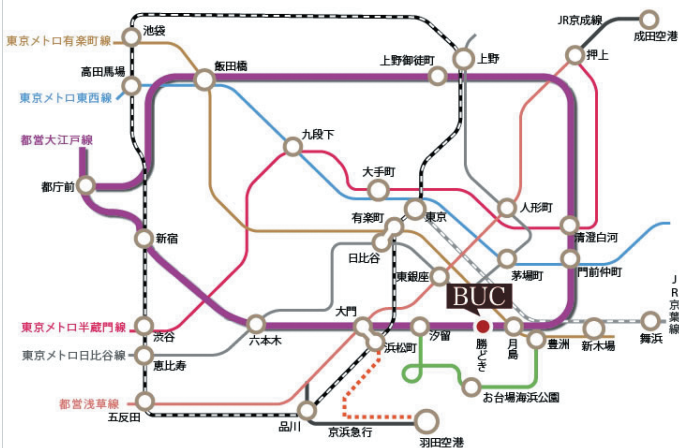 池袋
JR京成線
成田空港
東京メトロ有楽町線
飯田橋
上野御徒町
上野
押上
高田馬場
東京メトロ東西線
九段下
都営大江戸線
大手町
都庁前
有楽町
東京
人形町
新宿
日比谷
清澄白河
東銀座
茅場町
門前仲町
BUC
JR京葉線
東京メトロ半蔵門線
渋谷
六本木
大門
汐留
勝どき
月島
豊洲
新木場
舞浜
浜松町
東京メトロ日比谷線
恵比寿
お台場海浜公園
都営浅草線
五反田
品川
京浜急行
羽田空港